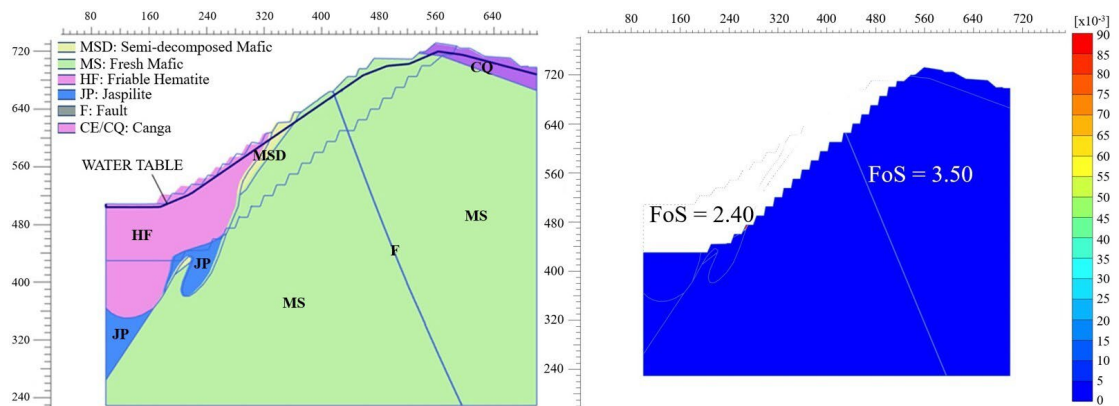 80 160 240 320 400 480 560 640
720
640
560
480
400
320
240
MSD: Semi-decomposed Mafic
MS: Fresh Mafic
HF: Friable Hematite
JP: Jaspilite
F: Fault
CE/CQ: Canga
WATER TABLE
CQ
MSD
HF
MS
JP
F
MS
JP
80 160 240 320 400 480 560 640 720
720
640
560
480
400
320
240
FoS = 3.50
FoS = 2.40
[x10⁻³]
90
85
80
75
70
65
60
55
50
45
40
35
30
25
20
15
10
5
0